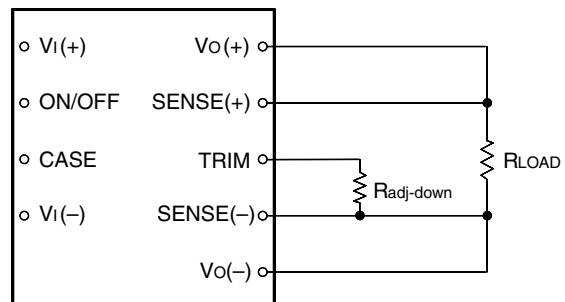 VI(+) VO(+)
ON/OFF SENSE(+)
CASE TRIM RLOAD
Radj-down
VI(–) SENSE(–)
VO(–)